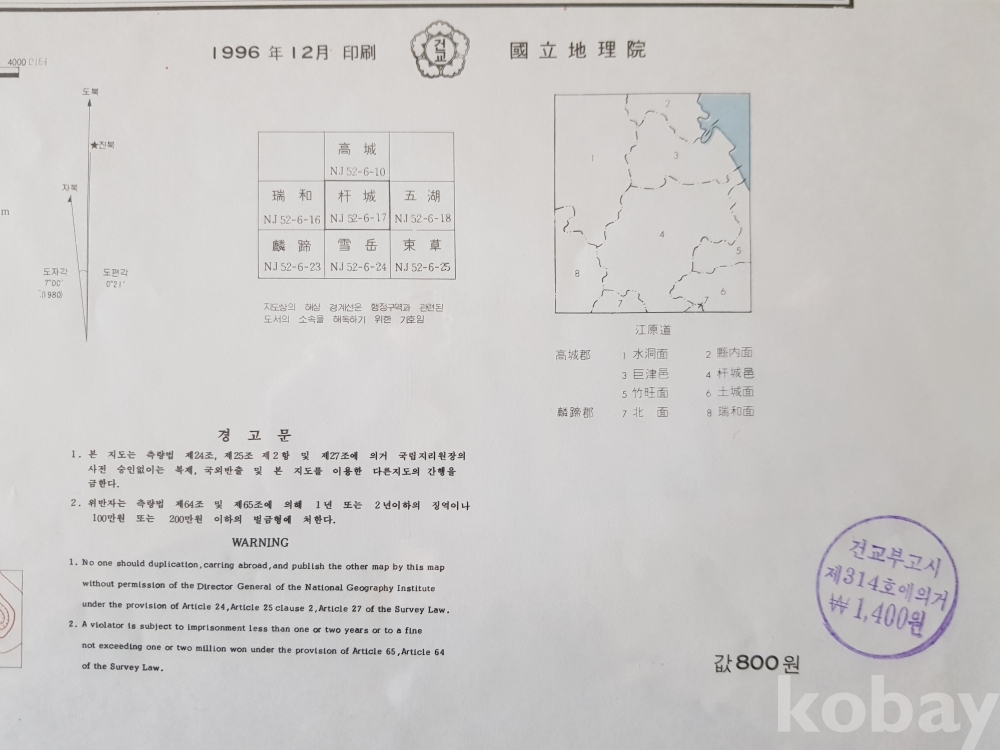 1996 年 12月 印刷
건교
國立地理院
4000 미터
도북
★진북
자북
m
도자각
7°00'
(1980)
도편각
0°21'
高城
NJ 52-6-10
瑞和 杆城 五湖
NJ 52-6-16 NJ 52-6-17 NJ 52-6-18
麟蹄 雪岳 束草
NJ 52-6-23 NJ 52-6-24 NJ 52-6-25
지도상의 해상 경계선은 행정구역과 관련된
도서의 소속을 해독하기 위한 기호임
1
2
3
4
5
6
7
7
8
江原道
高城郡 1 水洞面 2 縣内面
3 巨津邑 4 杆城邑
5 竹旺面 6 土城面
麟蹄郡 7 北 面 8 瑞和面
경 고 문
1. 본 지도는 측량법 제24조, 제25조 제2항 및 제27조에 의거 국립지리원장의
사전 승인없이는 복제, 국외반출 및 본 지도를 이용한 다른지도의 간행을
금한다.
2. 위반자는 측량법 제64조 및 제65조에 의해 1년 또는 2년이하의 징역이나
100만원 또는 200만원 이하의 벌금형에 처한다.
WARNING
1. No one should duplication, carring abroad, and publish the other map by this map
without permission of the Director General of the National Geography Institute
under the provision of Article 24, Article 25 clause 2, Article 27 of the Survey Law.
2. A violator is subject to imprisonment less than one or two years or to a fine
not exceeding one or two million won under the provision of Article 65, Article 64
of the Survey Law.
건교부고시
제314호에의거
₩ 1,400원
값 800 원
kobay